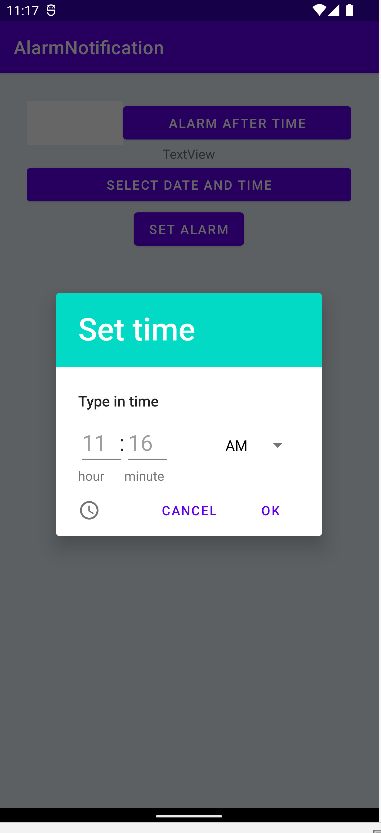 11:17
AlarmNotification
ALARM AFTER TIME
TextView
SELECT DATE AND TIME
SET ALARM
Set time
Type in time
11 : 16 AM
hour minute
CANCEL OK